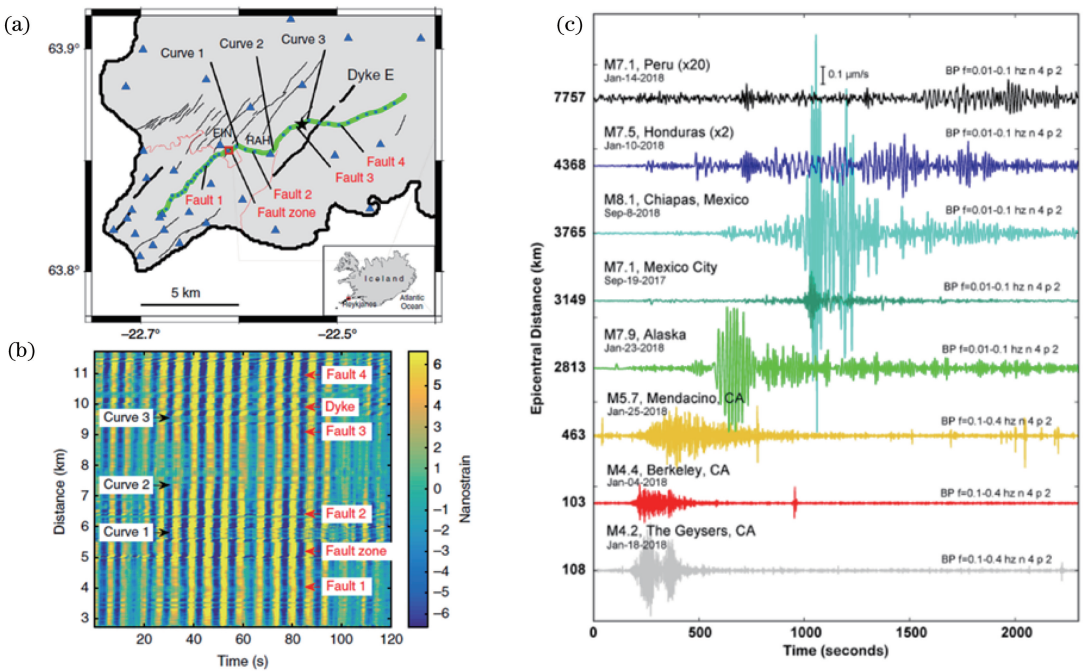 (a)
63.9°
63.8°
Curve 1
Curve 2
Curve 3
Dyke E
EIN
RAH
Fault 4
Fault 3
Fault 1
Fault 2
Fault zone
5 km
Iceland
Reykjanes
Atlantic
Ocean
−22.7°
−22.5°
(b)
11
10
9
8
7
6
5
4
3
Distance (km)
Curve 3
Curve 2
Curve 1
Fault 4
Dyke
Fault 3
Fault 2
Fault zone
Fault 1
20
40
60
80
100
120
Time (s)
6
5
4
3
2
1
0
−1
−2
−3
−4
−5
−6
Nanostrain
(c)
Epicentral Distance (km)
M7.1, Peru (x20)
Jan-14-2018
0.1 μm/s
BP f=0.01-0.1 hz n 4 p 2
7757
M7.5, Honduras (x2)
Jan-10-2018
BP f=0.01-0.1 hz n 4 p 2
4368
M8.1, Chiapas, Mexico
Sep-8-2018
BP f=0.01-0.1 hz n 4 p 2
3765
M7.1, Mexico City
Sep-19-2017
BP f=0.01-0.1 hz n 4 p 2
3149
M7.9, Alaska
Jan-23-2018
BP f=0.01-0.1 hz n 4 p 2
2813
M5.7, Mendacino, CA
Jan-25-2018
BP f=0.1-0.4 hz n 4 p 2
463
M4.4, Berkeley, CA
Jan-04-2018
BP f=0.1-0.4 hz n 4 p 2
103
M4.2, The Geysers, CA
Jan-18-2018
BP f=0.1-0.4 hz n 4 p 2
108
0
500
1000
1500
2000
Time (seconds)